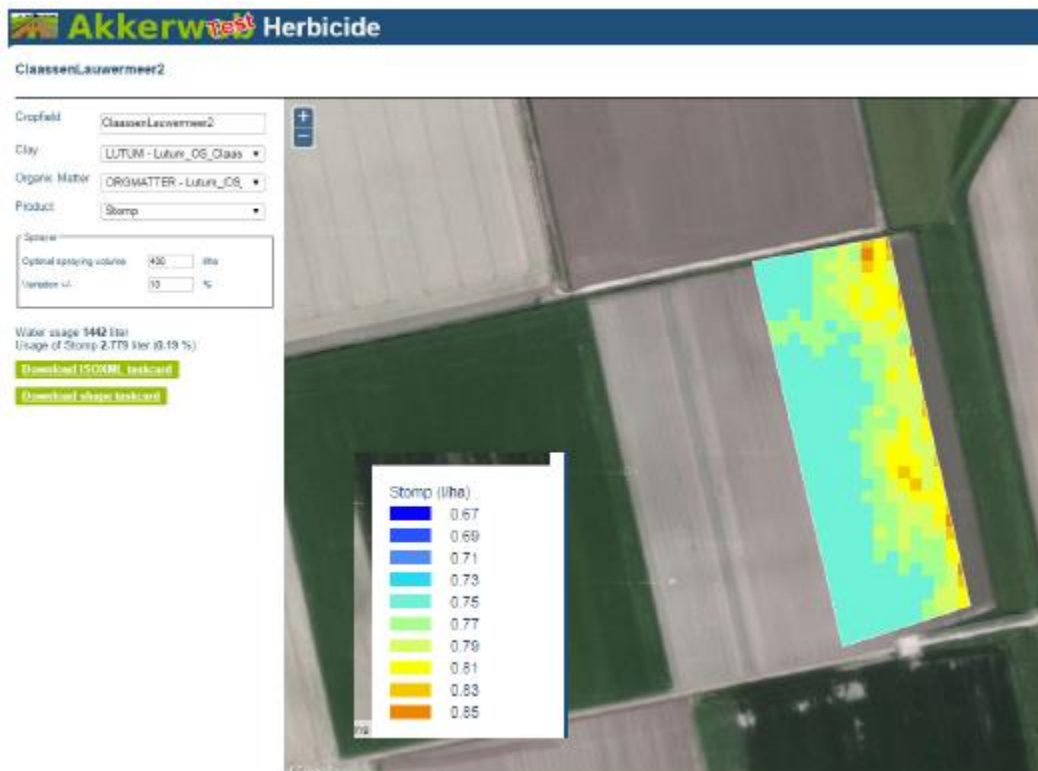 Akkerweb Test Herbicide
ClaassenLauwermeer2
Cropfield ClaassenLauwermeer2
Clay LUTUM - Lutum_OS_Claas
Organic Matter ORGMATTER - Lutum_OS_
Product Stomp
Sprayer
Optimal spraying volume 400 l/ha
Variation +/- 10 %
Water usage 1442 liter
Usage of Stomp 2.779 liter (0.19 %)
Download ISOXML taskcard
Download shape taskcard
+
−
Stomp (l/ha)
0.67
0.69
0.71
0.73
0.75
0.77
0.79
0.81
0.83
0.85